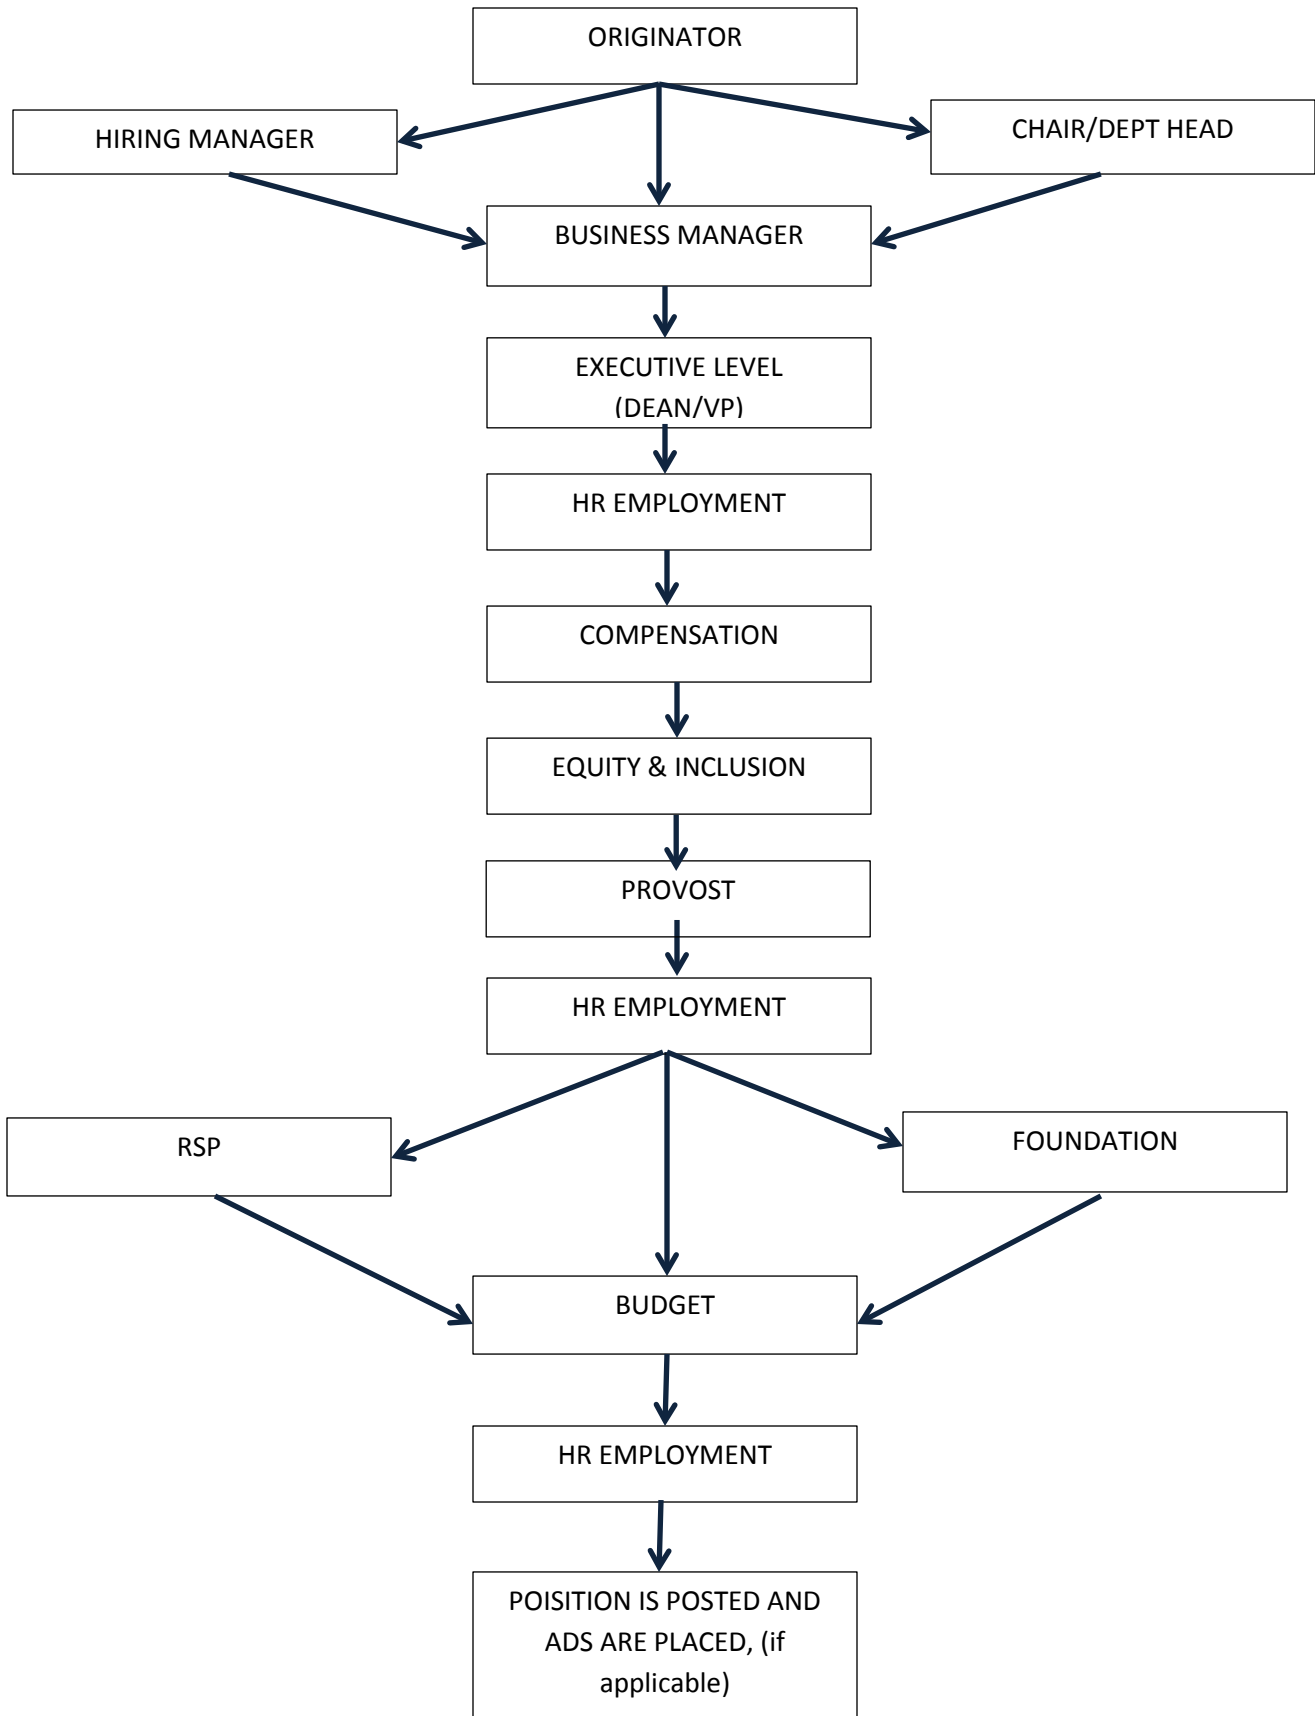 ORIGINATOR
HIRING MANAGER
CHAIR/DEPT HEAD
BUSINESS MANAGER
EXECUTIVE LEVEL
(DEAN/VP)
HR EMPLOYMENT
COMPENSATION
EQUITY & INCLUSION
PROVOST
HR EMPLOYMENT
RSP
FOUNDATION
BUDGET
HR EMPLOYMENT
POISITION IS POSTED AND
ADS ARE PLACED, (if
applicable)